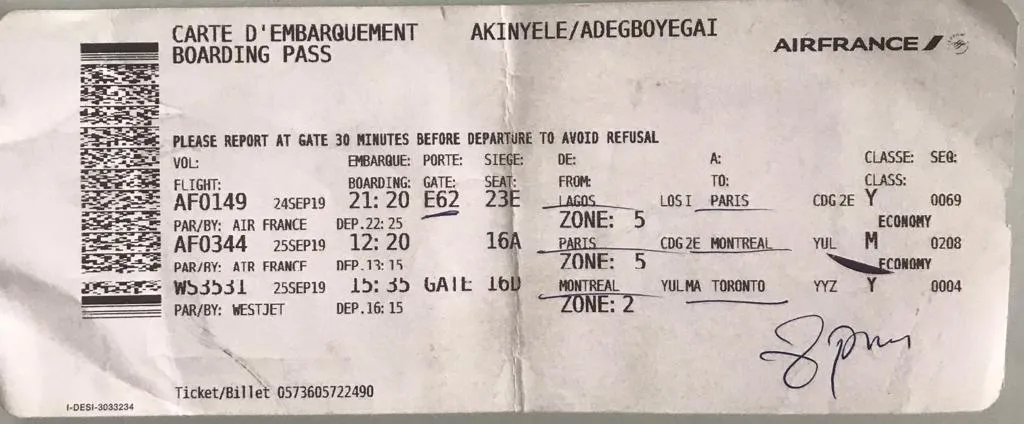 CARTE D'EMBARQUEMENT AKINYELE/ADEGBOYEGAI AIRFRANCE
BOARDING PASS
PLEASE REPORT AT GATE 30 MINUTES BEFORE DEPARTURE TO AVOID REFUSAL
VOL: EMBARQUE: PORTE: SIEGE: DE: A: CLASSE: SEQ:
FLIGHT: BOARDING: GATE: SEAT: FROM: TO: CLASS:
AF0149 24SEP19 21:20 E62 23E LAGOS LOS I PARIS CDG 2E Y 0069
PAR/BY: AIR FRANCE DEP.22:25 ZONE: 5 ECONOMY
AF0344 25SEP19 12:20 16A PARIS CDG 2E MONTREAL YUL M 0208
PAR/BY: AIR FRANCE DEP.13:15 ZONE: 5 ECONOMY
WS3531 25SEP19 15:35 GATE 16D MONTREAL YUL MA TORONTO YYZ Y 0004
PAR/BY: WESTJET DEP.16:15 ZONE: 2
8pm
Ticket/Billet 0573605722490
I-DESI-3033234